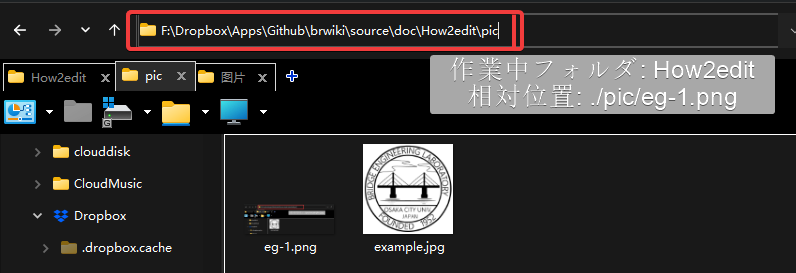 F:\Dropbox\Apps\Github\brwiki\source\doc\How2edit\pic
How2edit
pic
图片
作業中フォルダ: How2edit
相対位置: ./pic/eg-1.png
G
clouddisk
CloudMusic
Dropbox
.dropbox.cache
BRIDGE ENGINEERING LABORATORY
OSAKA CITY UNIV.
JAPAN
FOUNDED 1952
eg-1.png
example.jpg